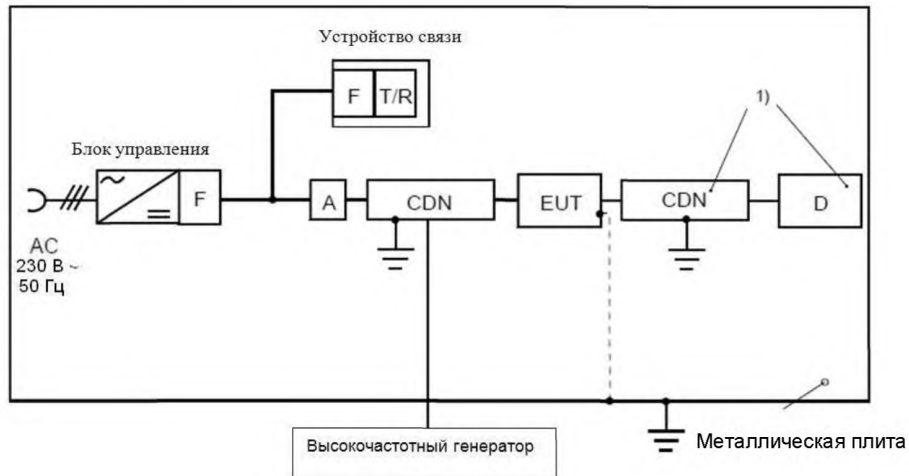 Устройство связи
F T/R
1)
Блок управления
F
A
CDN
EUT
CDN
D
AC
230 В ~
50 Гц
Высокочастотный генератор
Металлическая плита